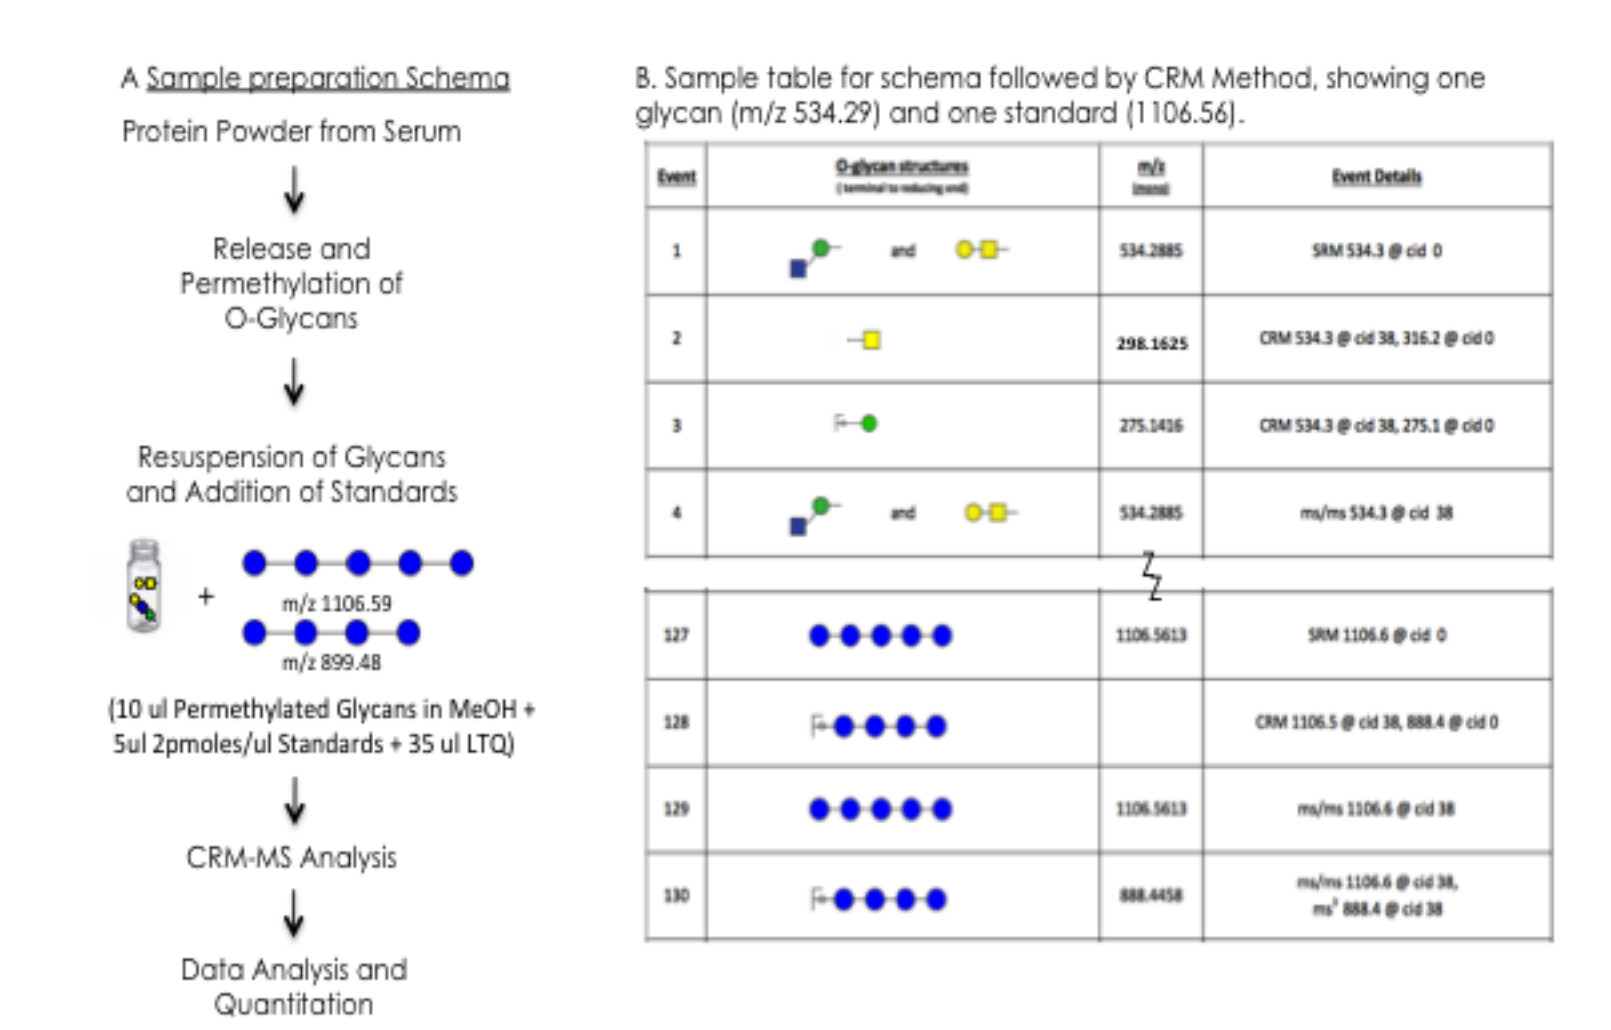 A Sample preparation Schema
Protein Powder from Serum
Release and
Permethylation of
O-Glycans
Resuspension of Glycans
and Addition of Standards
+
m/z 1106.59
m/z 899.48
(10 ul Permethylated Glycans in MeOH +
5ul 2pmoles/ul Standards + 35 ul LTQ)
CRM-MS Analysis
Data Analysis and
Quantitation
B. Sample table for schema followed by CRM Method, showing one
glycan (m/z 534.29) and one standard (1106.56).
Event O-glycan structures m/z Event Details
(terminal to reducing end) (mono)
1 and 534.2885 SRM 534.3 @ cid 0
2 298.1625 CRM 534.3 @ cid 38, 316.2 @ cid 0
3 275.1416 CRM 534.3 @ cid 38, 275.1 @ cid 0
4 and 534.2885 ms/ms 534.3 @ cid 38
127 1106.5613 SRM 1106.6 @ cid 0
128 CRM 1106.5 @ cid 38, 888.4 @ cid 0
129 1106.5613 ms/ms 1106.6 @ cid 38
130 888.4458 ms/ms 1106.6 @ cid 38,
ms³ 888.4 @ cid 38